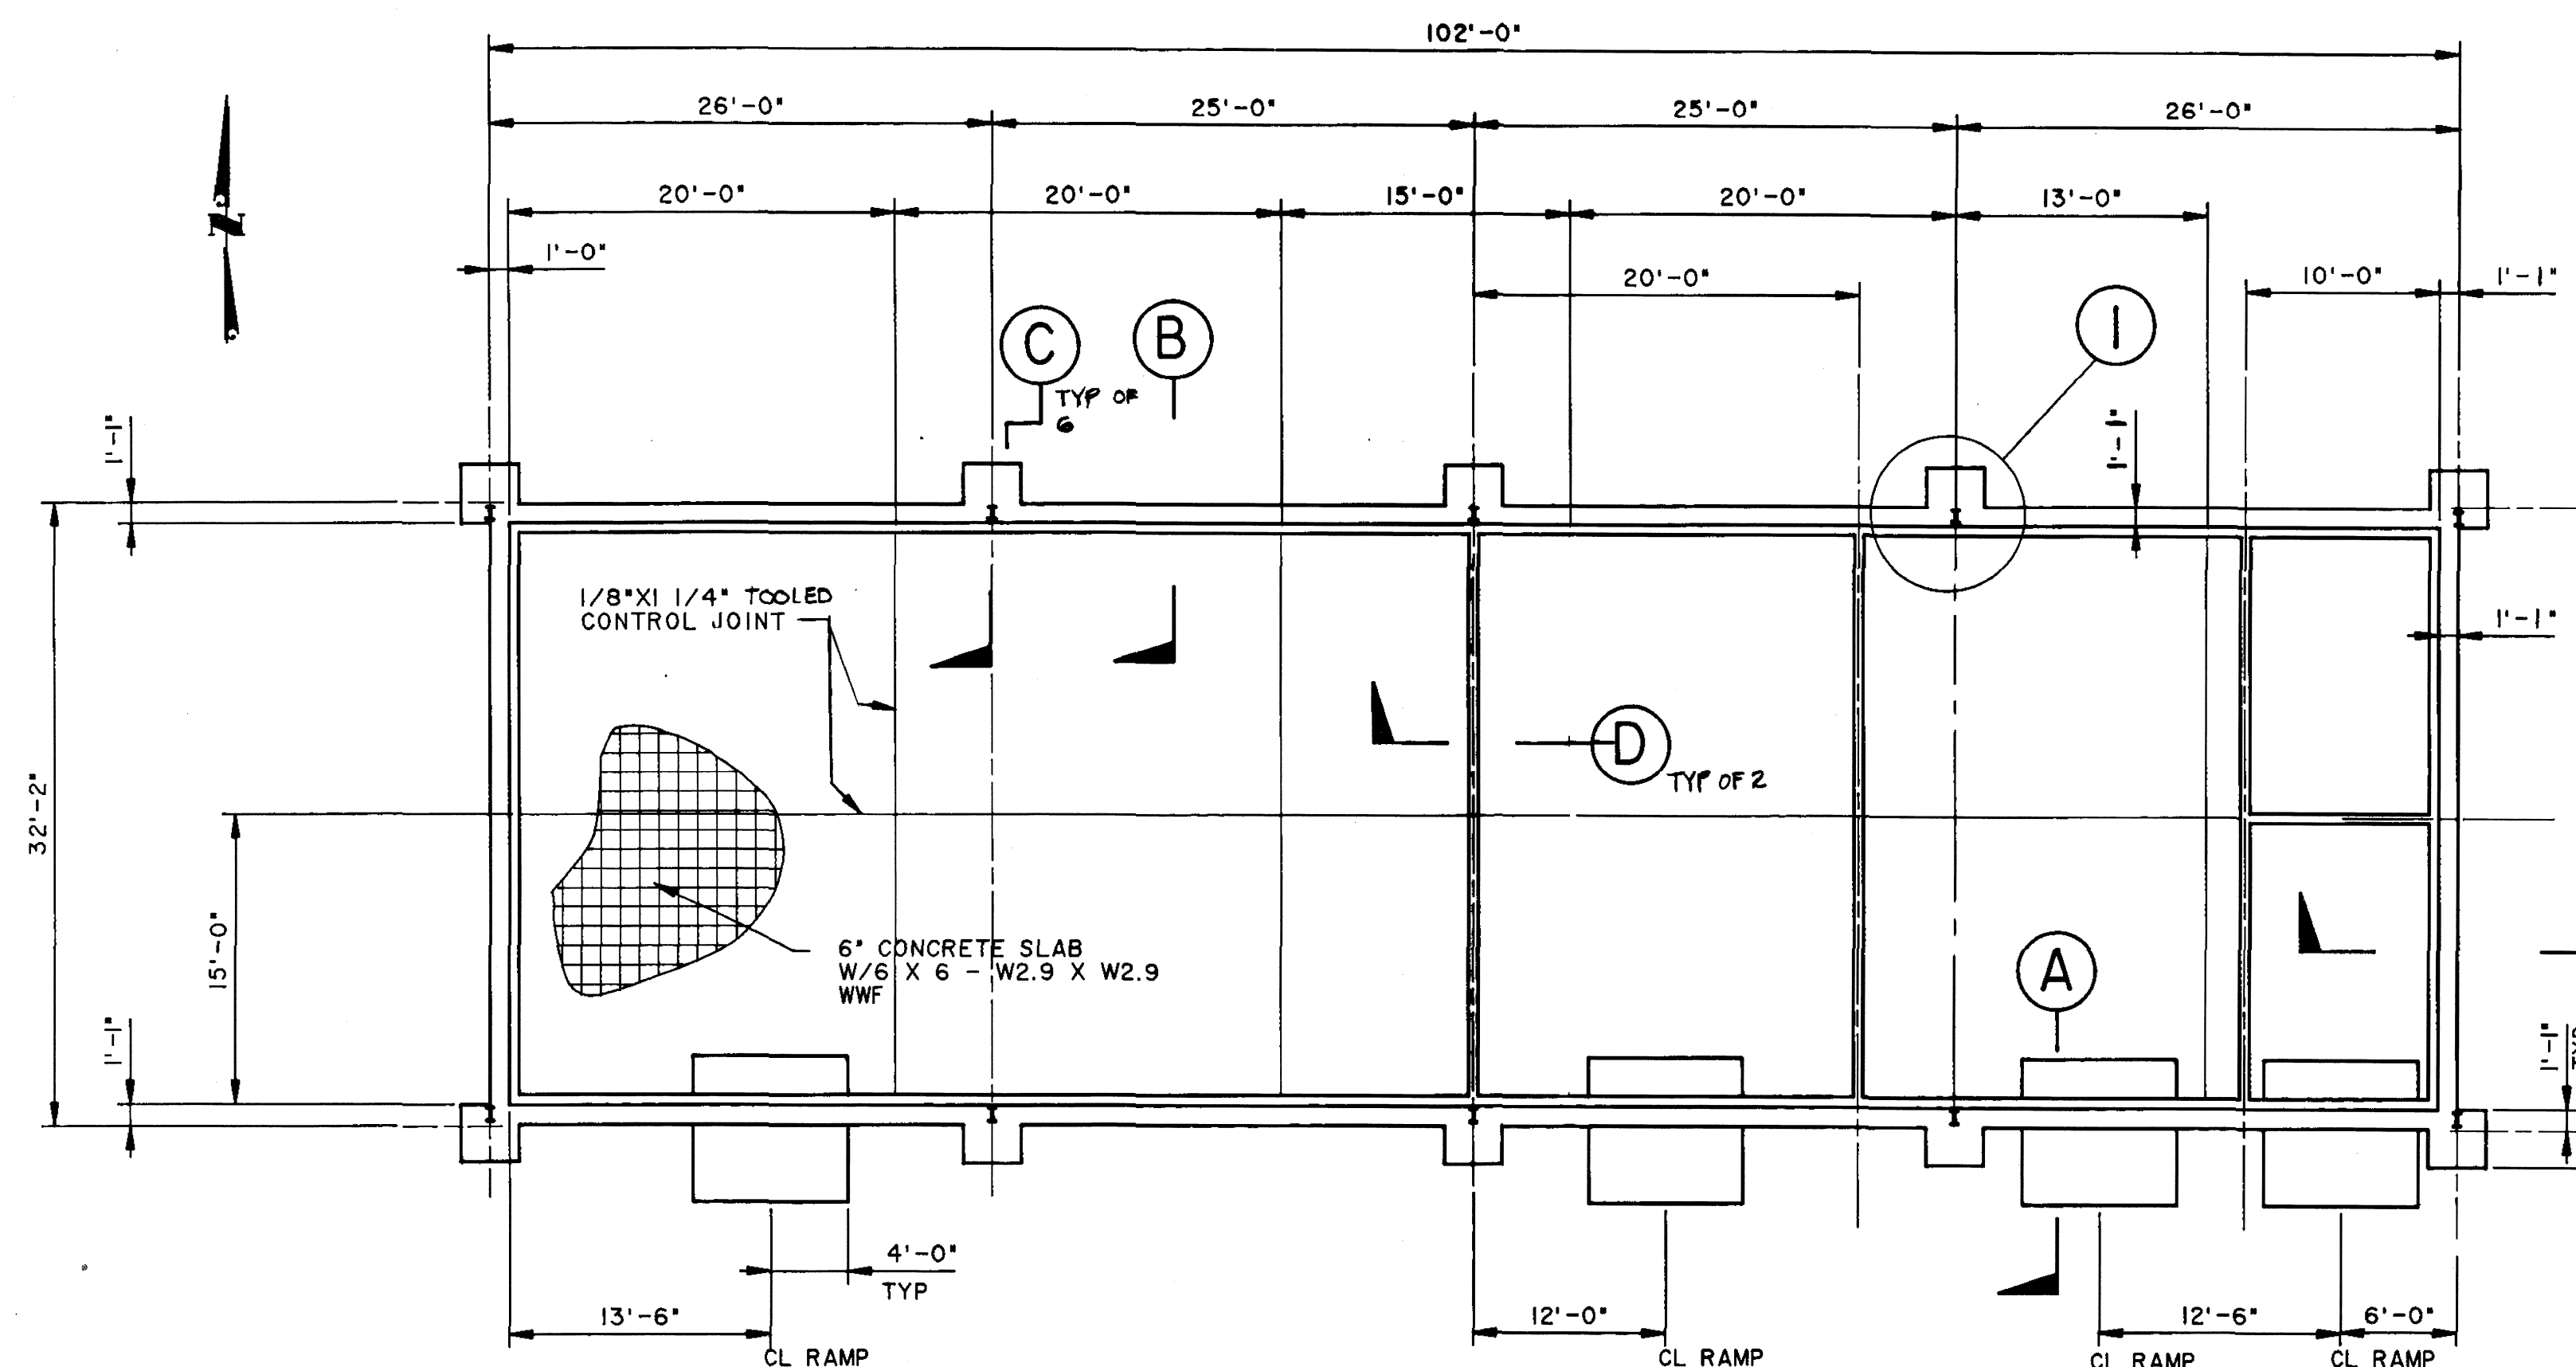 102'-0"
26'-0" 25'-0" 25'-0" 26'-0"
20'-0" 20'-0" 15'-0" 20'-0" 13'-0"
N
1'-0"
20'-0" 10'-0" 1'-1"
C B 1
TYP OF
6
1'-1" 1'-1"
1/8"X1 1/4" TOOLED
CONTROL JOINT
1'-1"
D
TYP OF 2
32'-2"
15'-0"
6" CONCRETE SLAB
W/6 X 6 - W2.9 X W2.9
WWF
A
1'-1" 1'-1"
TYP
4'-0"
TYP
13'-6" 12'-0" 12'-6" 6'-0"
CL RAMP CL RAMP CL RAMP CL RAMP